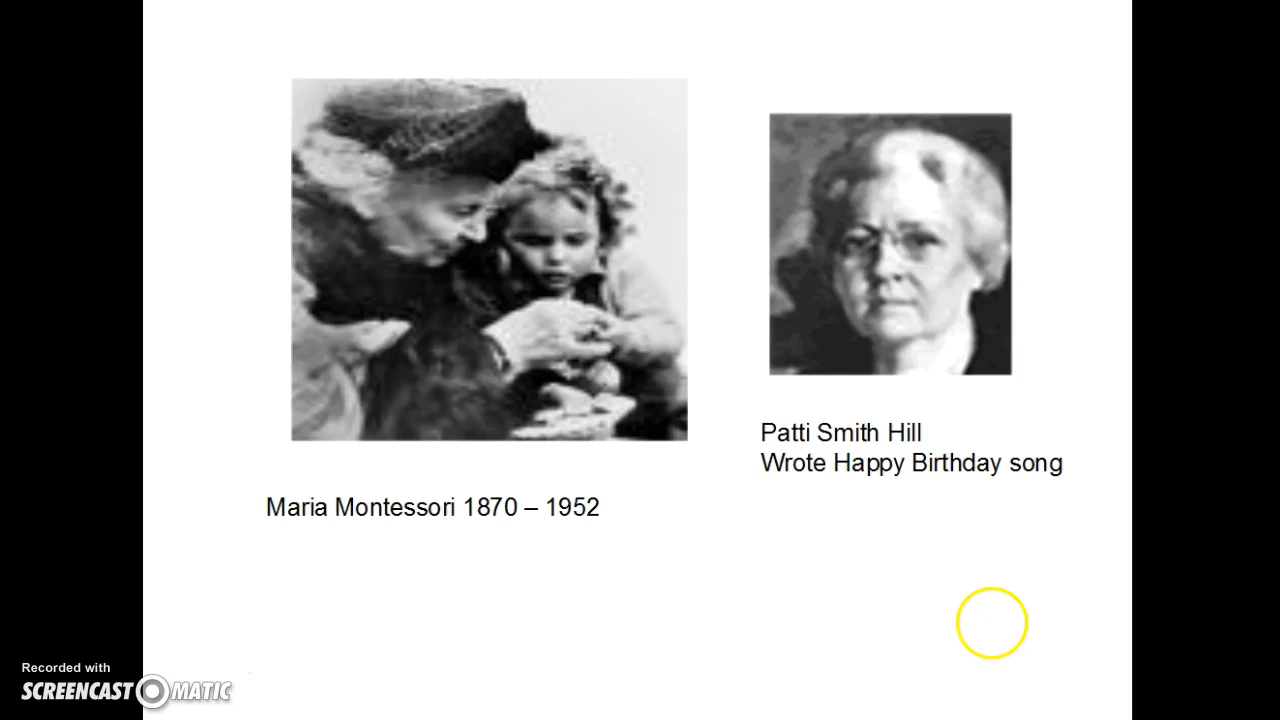 Patti Smith Hill
Wrote Happy Birthday song
Maria Montessori 1870 – 1952
Recorded with
SCREENCAST MATIC